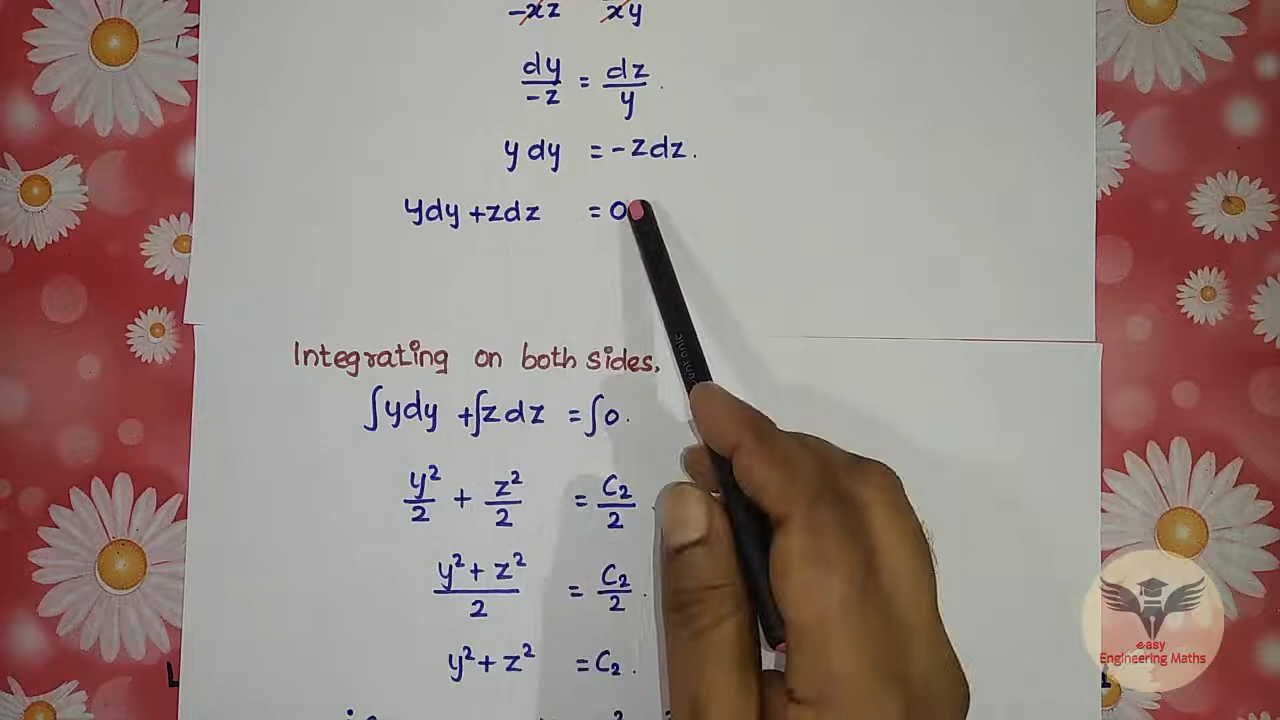 -xz xy
dy/-z = dz/y.
y dy = -zdz.
ydy + zdz = 0
Integrating on both sides,
∫ydy + ∫z dz = ∫0.
y²/2 + z²/2 = C₂/2
(y² + z²)/2 = C₂/2.
y² + z² = C₂.
easy
Engineering Maths